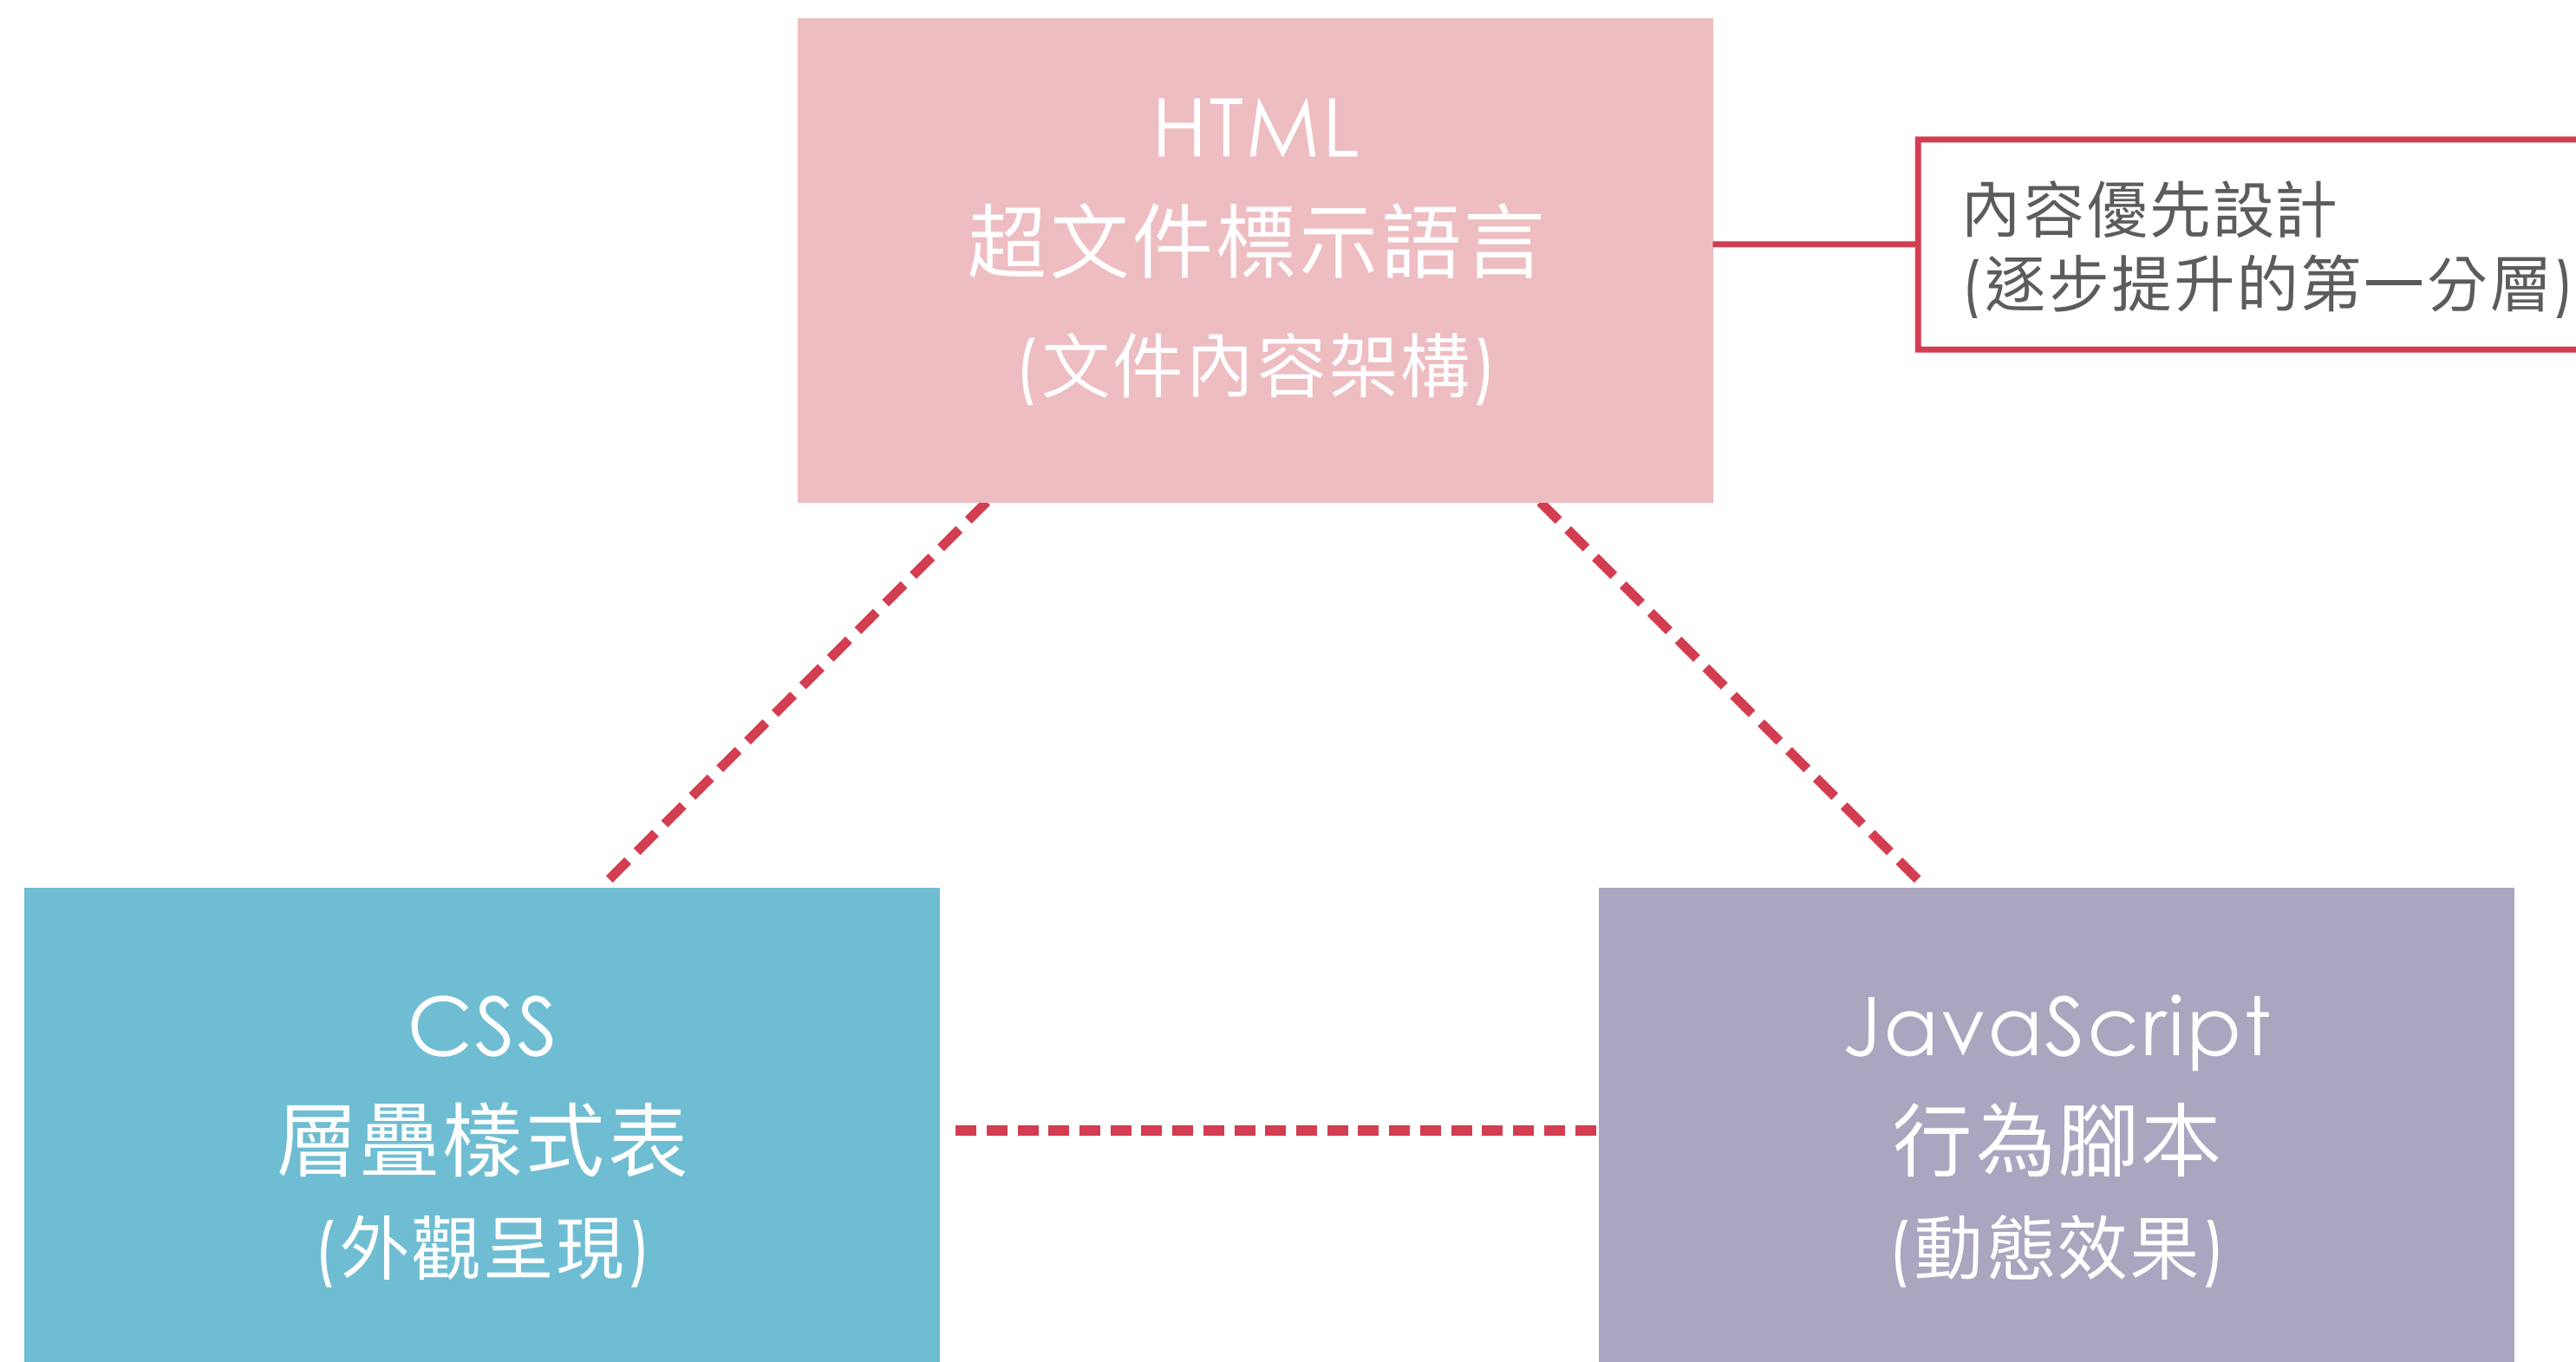 HTML
超文件標示語言
(文件內容架構)
內容優先設計
(逐步提升的第一分層)
CSS
層疊樣式表
(外觀呈現)
JavaScript
行為腳本
(動態效果)